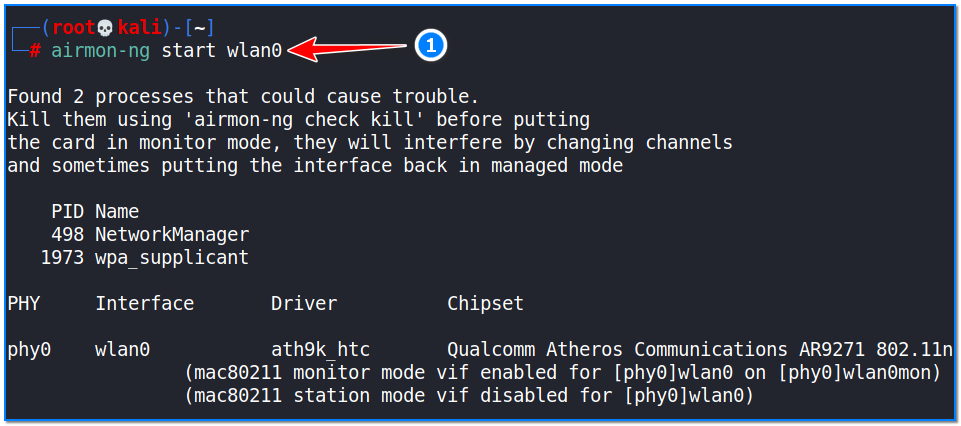 ┌──(root💀kali)-[~]
└─# airmon-ng start wlan0
1
Found 2 processes that could cause trouble.
Kill them using 'airmon-ng check kill' before putting
the card in monitor mode, they will interfere by changing channels
and sometimes putting the interface back in managed mode
PID Name
498 NetworkManager
1973 wpa_supplicant
PHY Interface Driver Chipset
phy0 wlan0 ath9k_htc Qualcomm Atheros Communications AR9271 802.11n
(mac80211 monitor mode vif enabled for [phy0]wlan0 on [phy0]wlan0mon)
(mac80211 station mode vif disabled for [phy0]wlan0)